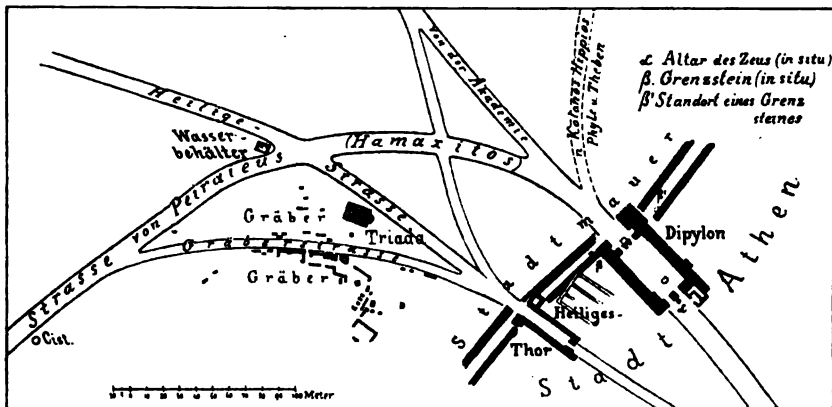 von der Akademie
n. Kolonos Hippios
Phyle u Theben
α Altar des Zeus (in situ)
β. Grenzstein (in situ)
β' Standort eines Grenz
steines
Heilige-
Strasse
Wasser-
behälter
(Hamaxitos)
Strasse von Peiraieus
Gräber
Triada
Gräberstrasse
Gräber
Stadtmauer
Dipylon
Heiliges-
Thor
Stadt Athen
Cist.
Meter